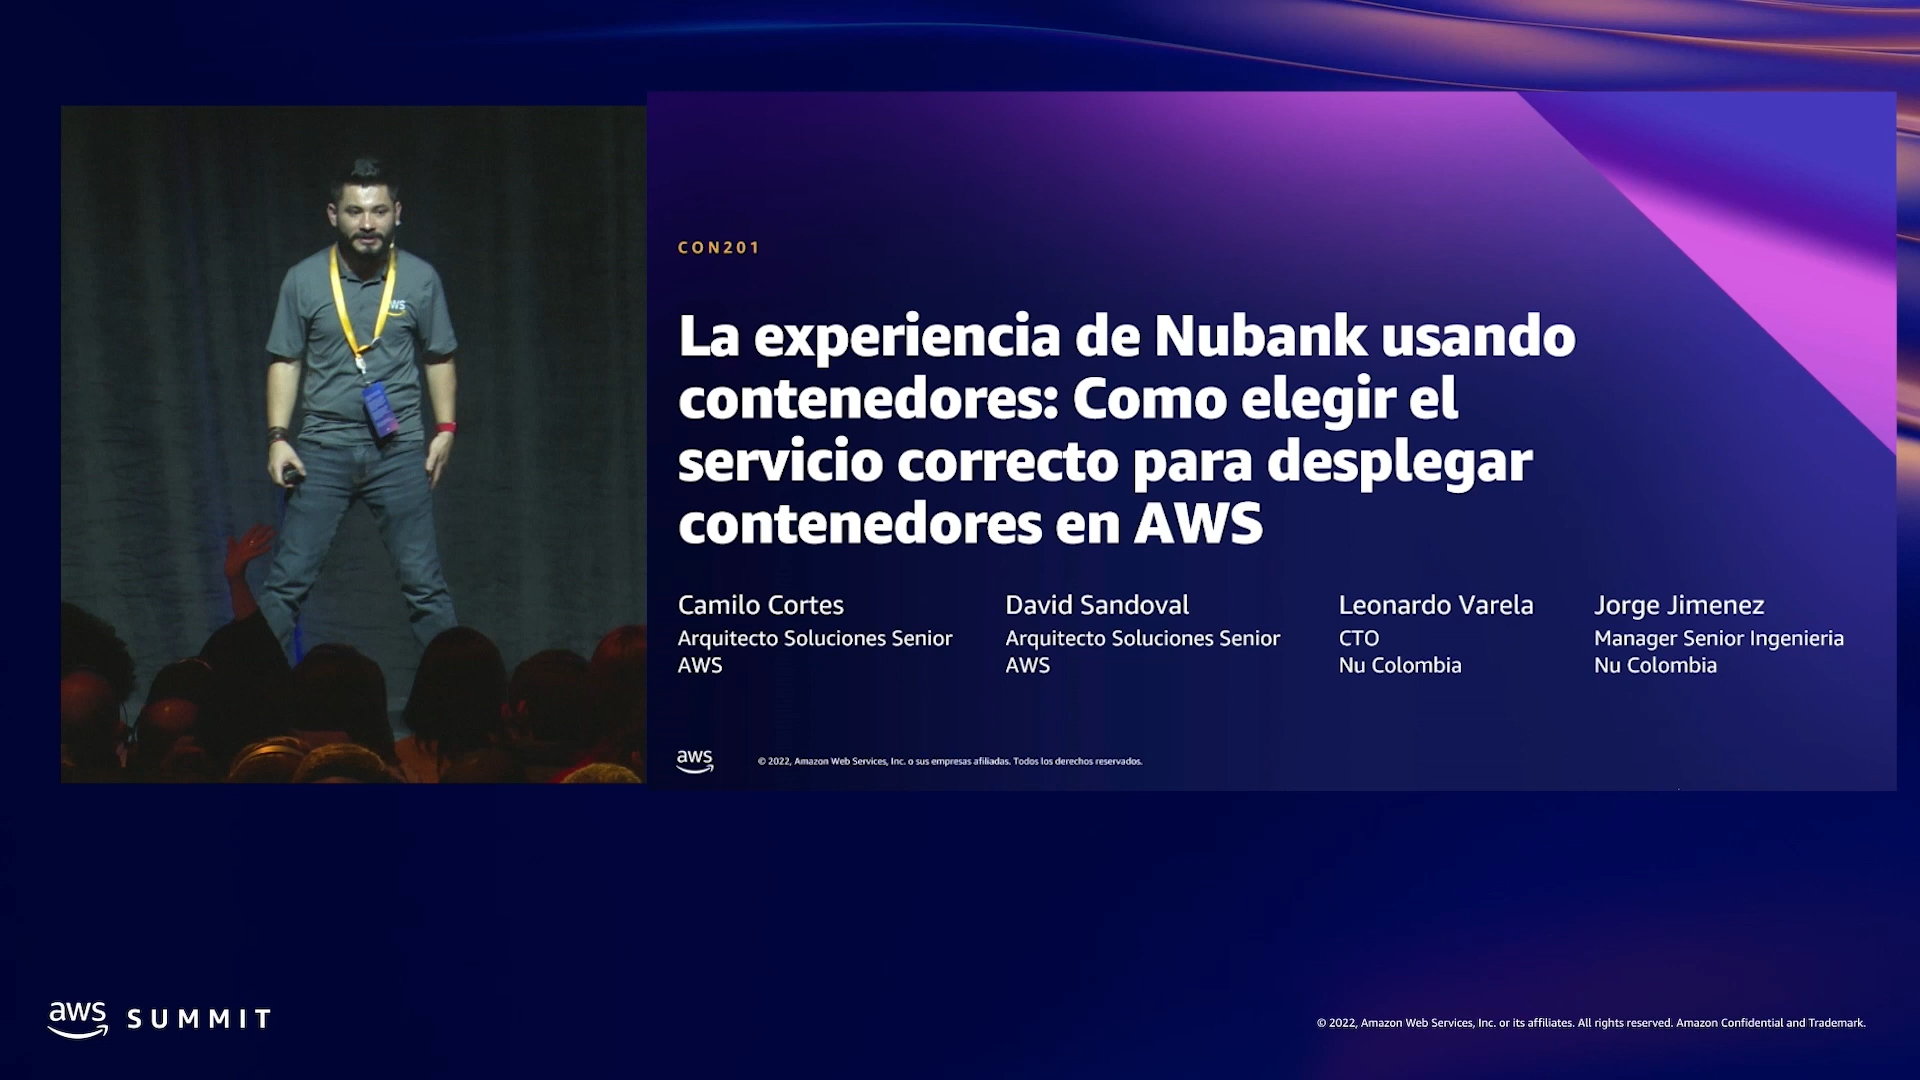 CON201
La experiencia de Nubank usando
contenedores: Como elegir el
servicio correcto para desplegar
contenedores en AWS
Camilo Cortes
Arquitecto Soluciones Senior
AWS
David Sandoval
Arquitecto Soluciones Senior
AWS
Leonardo Varela
CTO
Nu Colombia
Jorge Jimenez
Manager Senior Ingenieria
Nu Colombia
aws
© 2022, Amazon Web Services, Inc. o sus empresas afiliadas. Todos los derechos reservados.
aws SUMMIT
© 2022, Amazon Web Services, Inc. or its affiliates. All rights reserved. Amazon Confidential and Trademark.